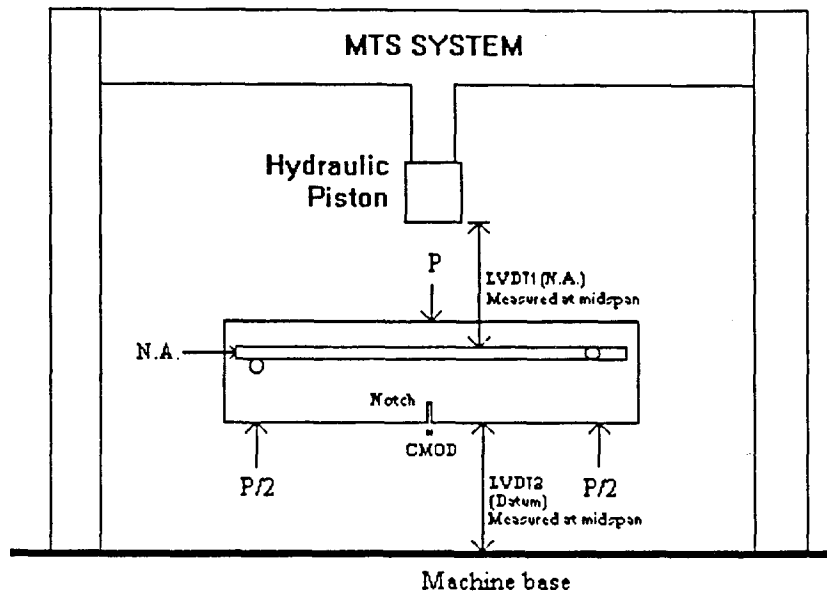 MTS SYSTEM
Hydraulic
Piston
P
LVDT1 (N.A.)
Measured at midspan
N.A.
Notch
CMOD
P/2
P/2
LVDT2
(Datum)
Measured at midspan
Machine base